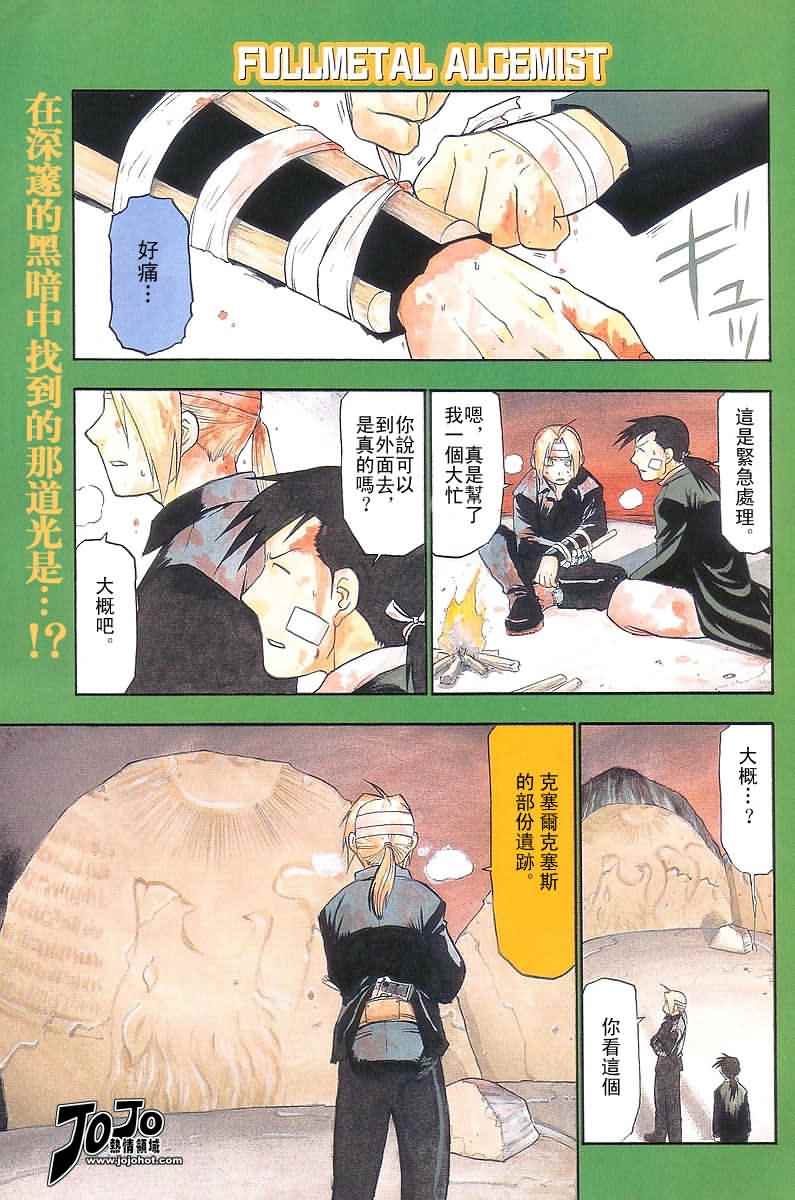 FULLMETAL ALCEMIST
在深邃的黑暗中找到的那道光是…!?
好痛…
ギュッ
這是緊急處理。
嗯，真是幫了
我一個大忙
你說可以
到外面去，
是真的嗎？
大概吧。
大概…？
你看這個
克塞爾克塞斯
的部份遺跡。
JOJO
熱情領域
www.jojohot.com